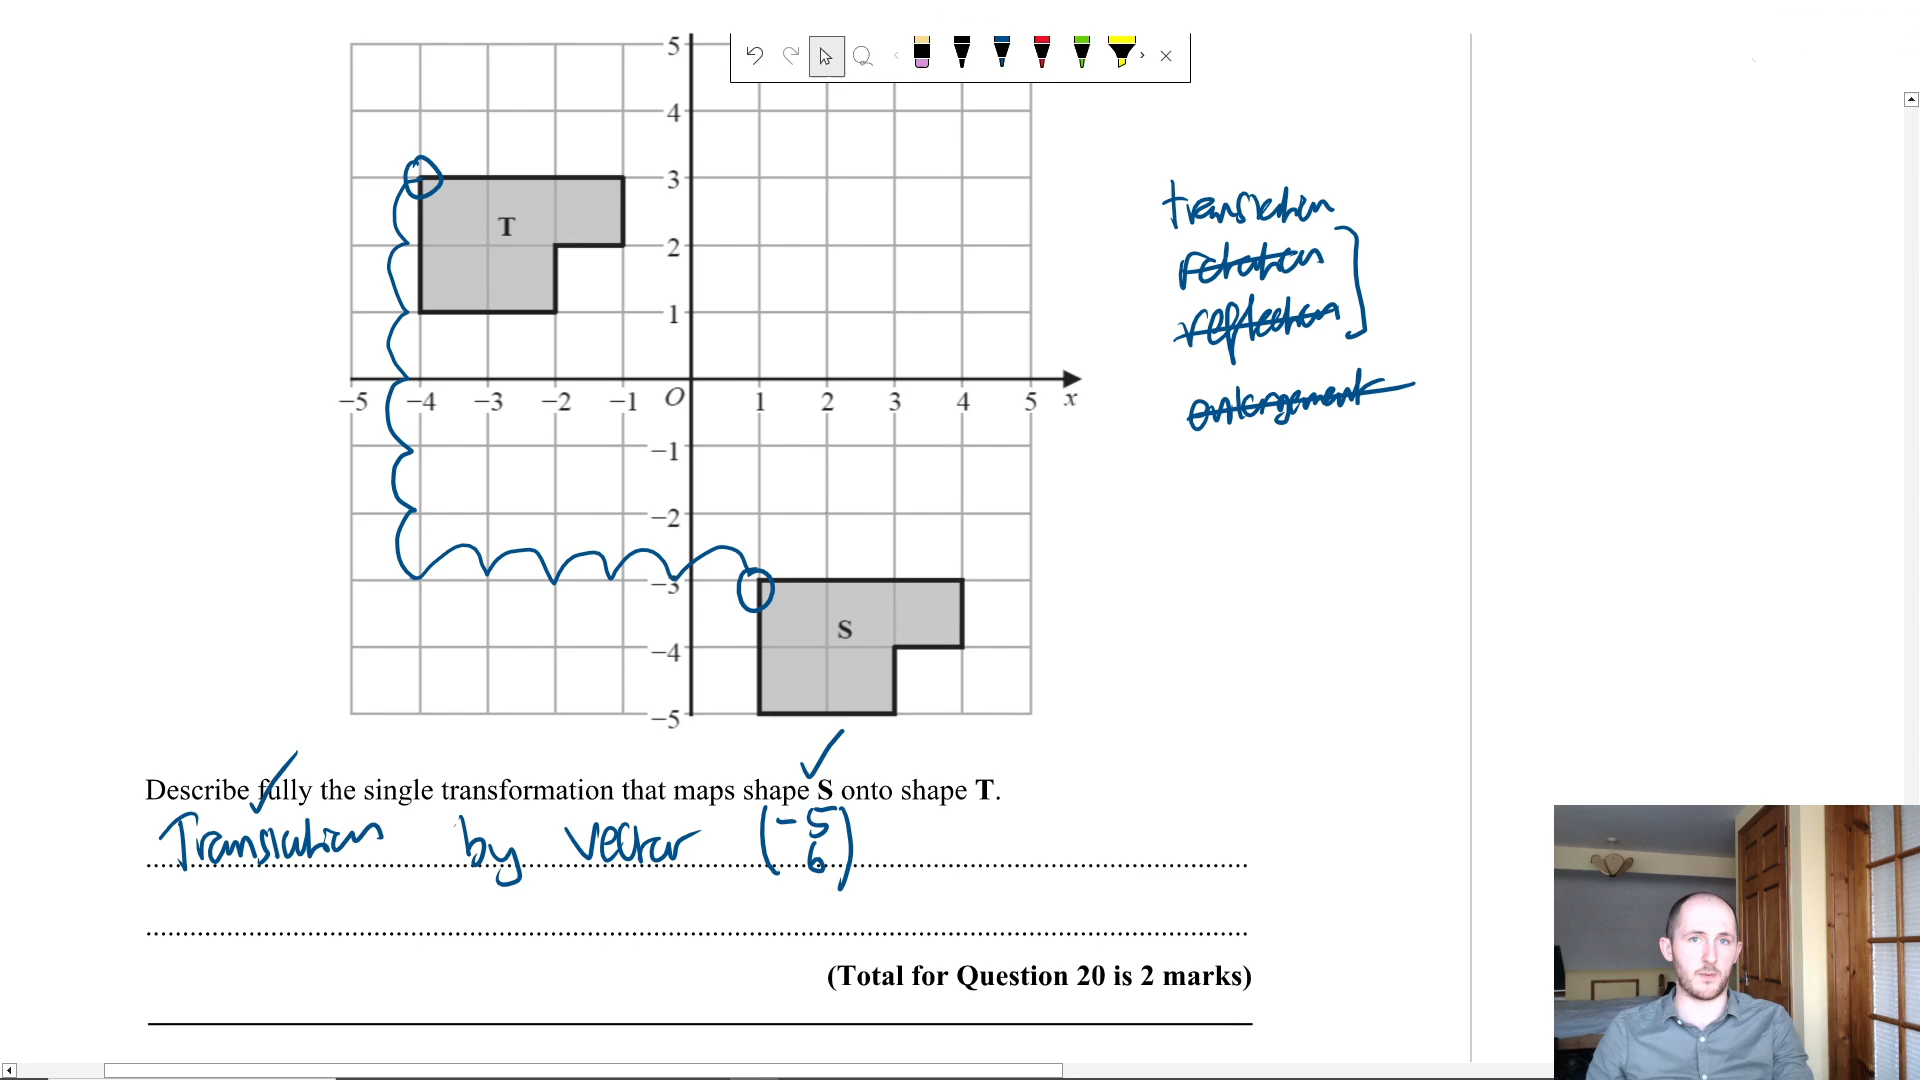 5
4
3
T
2
1
−5 −4 −3 −2 −1 O 1 2 3 4 5 x
−1
−2
−3
S
−4
−5
translation
rotation
reflection
enlargement
Describe fully the single transformation that maps shape S onto shape T.
Translation by vector (-5
6)
(Total for Question 20 is 2 marks)